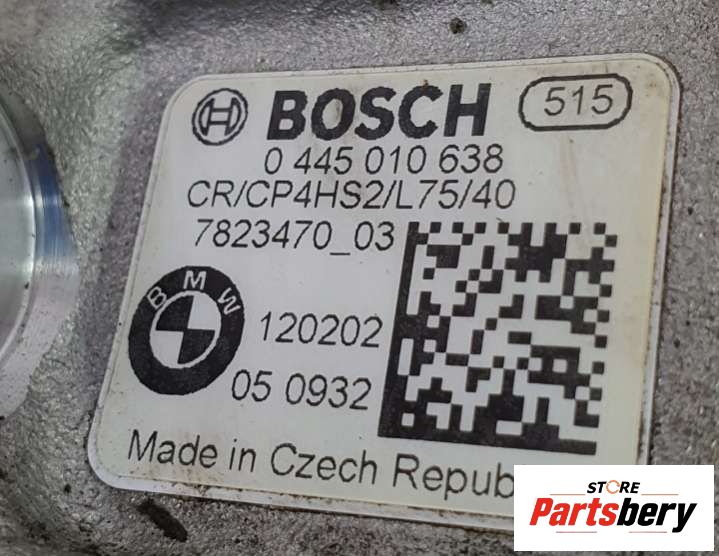 BOSCH 515
0 445 010 638
CR/CP4HS2/L75/40
7823470_03
BMW
120202
05 0932
Made in Czech Repub
STORE
Partsbery